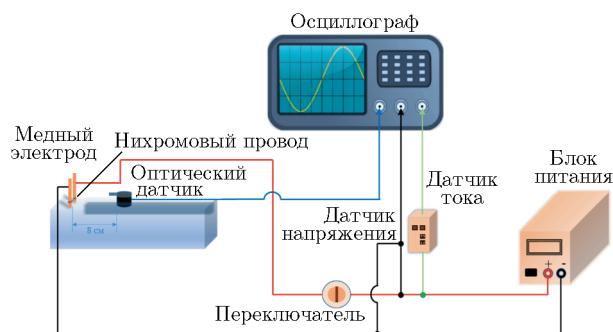 Осциллограф
Медный
электрод
Нихромовый провод
Оптический
датчик
8 см
Датчик
напряжения
Датчик
тока
Блок
питания
+ -
Переключатель